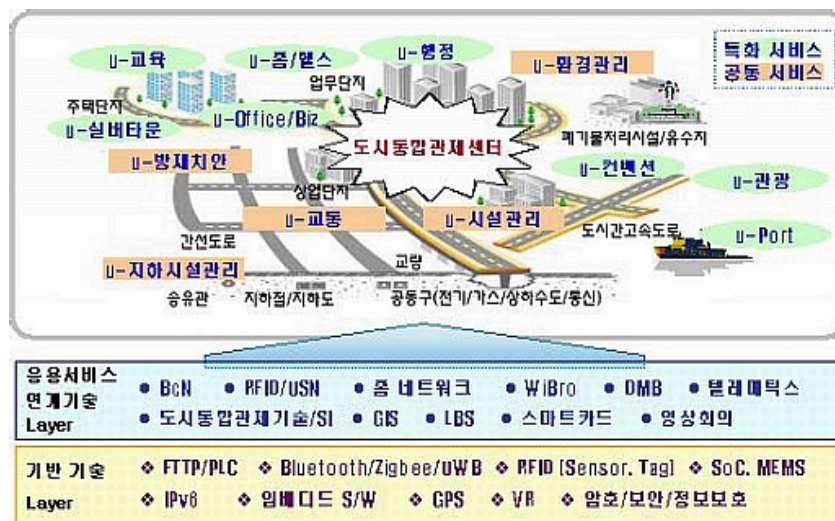 u-교육
u-홈/헬스
u-행정
특화 서비스
공동 서비스
업무단지
u-환경관리
주택단지
u-Office/Biz
u-실버타운
도시통합관제센터
폐기물처리시설/유수지
u-방재치안
u-컨벤션
상업단지
u-관광
u-교통
u-시설관리
간선도로
도시간고속도로
u-Port
교량
u-지하시설관리
송유관
지하철/지하도
공동구(전기/가스/상하수도/통신)
응용서비스
연계기술
Layer
• BcN • RFID/USN • 홈 네트워크 • WiBro • DMB • 텔레매틱스
• 도시통합관제기술/SI • GIS • LBS • 스마트카드 • 영상회의
기반 기술
Layer
❖ FTTP/PLC ❖ Bluetooth/Zigbee/UWB ❖ RFID (Sensor. Tag) ❖ SoC. MEMS
❖ IPv6 ❖ 임베디드 S/W ❖ GPS ❖ VR ❖ 암호/보안/정보보호